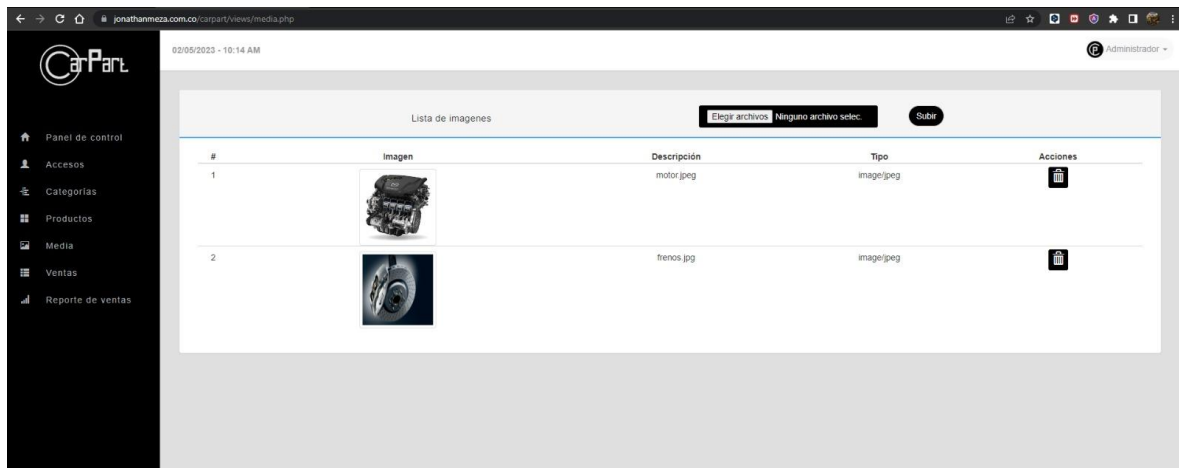 jonathanmeza.com.co/carpart/views/media.php
CarPart
02/05/2023 - 10:14 AM
Administrador
Panel de control
Accesos
Categorías
Productos
Media
Ventas
Reporte de ventas
Lista de imagenes
Elegir archivos Ninguno archivo selec.
Subir
# Imagen Descripción Tipo Acciones
1 motor.jpeg image/jpeg
2 frenos.jpg image/jpeg